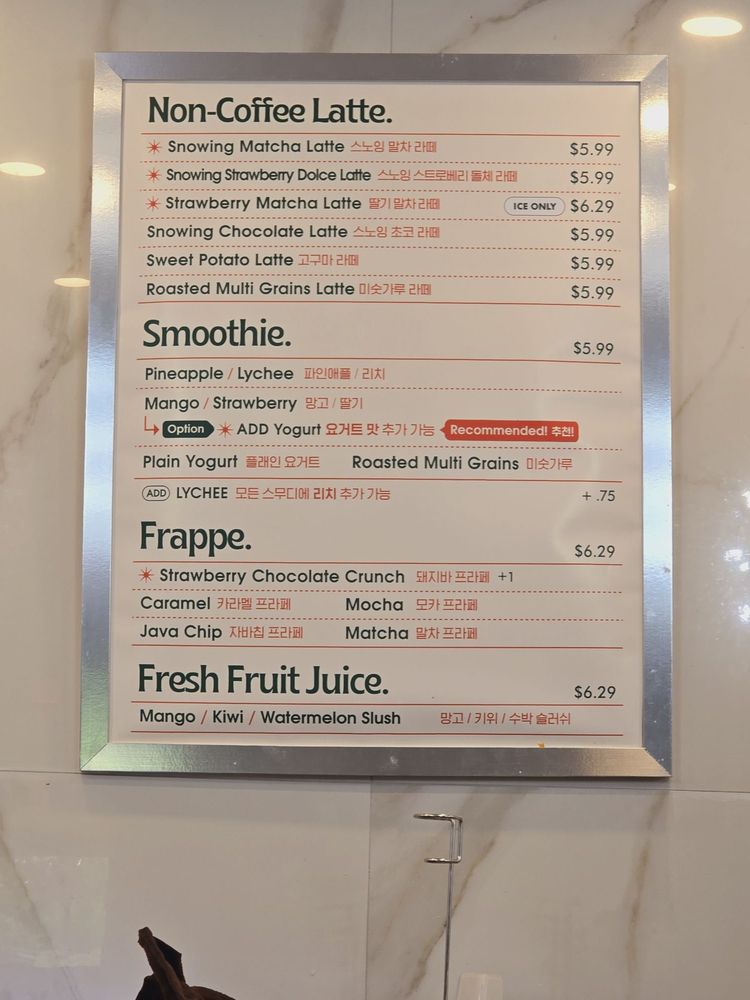 Non-Coffee Latte.
Snowing Matcha Latte 스노잉 말차 라떼 $5.99
Snowing Strawberry Dolce Latte 스노잉 스트로베리 돌체 라떼 $5.99
Strawberry Matcha Latte 딸기 말차 라떼 ICE ONLY $6.29
Snowing Chocolate Latte 스노잉 초코 라떼 $5.99
Sweet Potato Latte 고구마 라떼 $5.99
Roasted Multi Grains Latte 미숫가루 라떼 $5.99
Smoothie. $5.99
Pineapple / Lychee 파인애플 / 리치
Mango / Strawberry 망고 / 딸기
Option ADD Yogurt 요거트 맛 추가 가능 Recommended! 추천!
Plain Yogurt 플래인 요거트 Roasted Multi Grains 미숫가루
ADD LYCHEE 모든 스무디에 리치 추가 가능 + .75
Frappe. $6.29
Strawberry Chocolate Crunch 돼지바 프라페 +1
Caramel 카라멜 프라페 Mocha 모카 프라페
Java Chip 자바칩 프라페 Matcha 말차 프라페
Fresh Fruit Juice. $6.29
Mango / Kiwi / Watermelon Slush 망고 / 키위 / 수박 슬러쉬